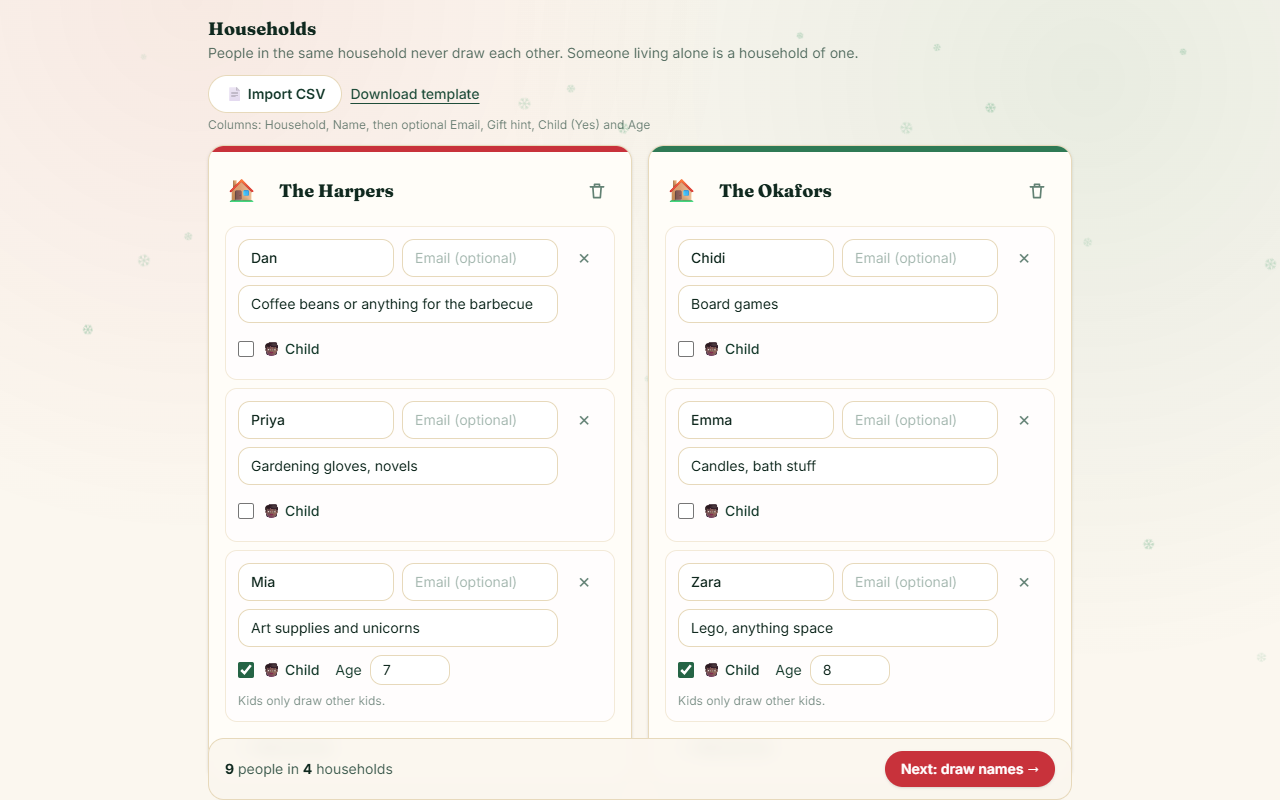 Households
People in the same household never draw each other. Someone living alone is a household of one.
Import CSV Download template
Columns: Household, Name, then optional Email, Gift hint, Child (Yes) and Age
The Harpers
Dan Email (optional) ×
Coffee beans or anything for the barbecue
Child
Priya Email (optional) ×
Gardening gloves, novels
Child
Mia Email (optional) ×
Art supplies and unicorns
Child Age 7
Kids only draw other kids.
The Okafors
Chidi Email (optional) ×
Board games
Child
Emma Email (optional) ×
Candles, bath stuff
Child
Zara Email (optional) ×
Lego, anything space
Child Age 8
Kids only draw other kids.
9 people in 4 households
Next: draw names →